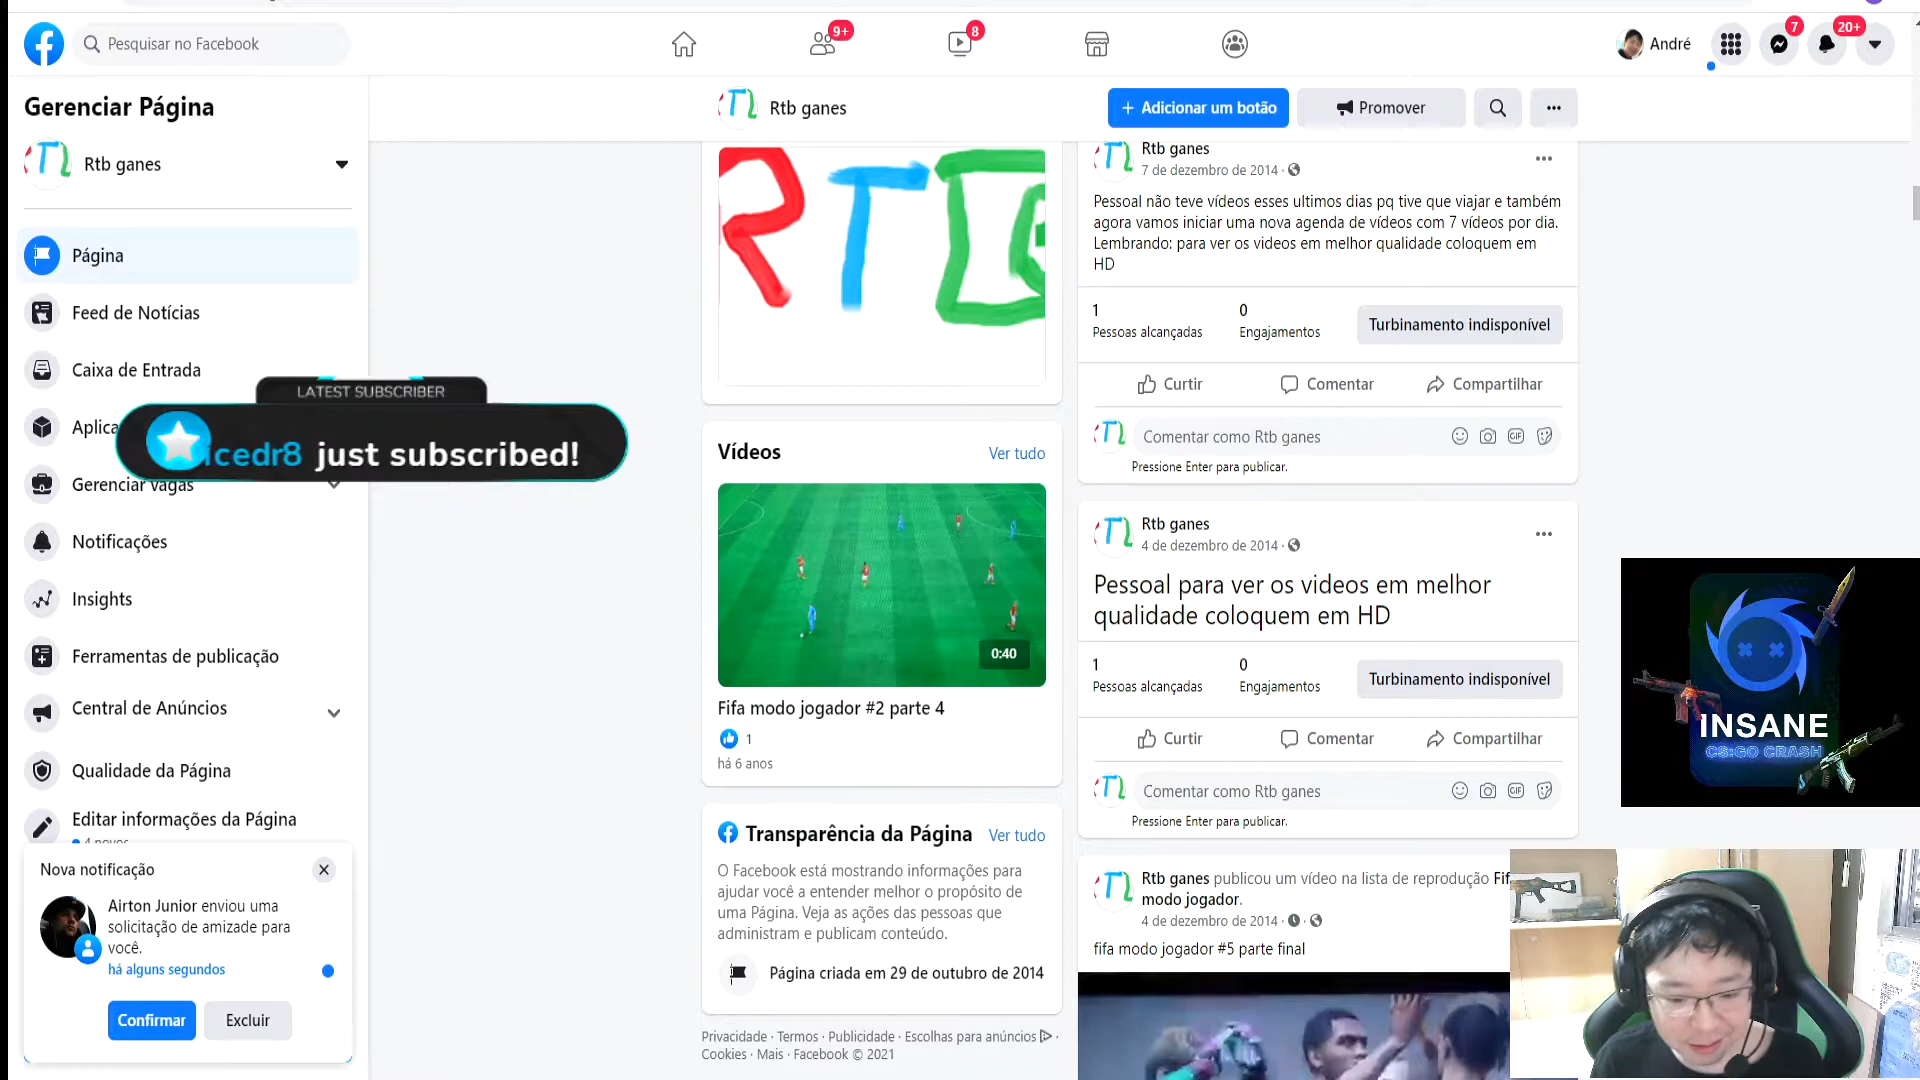 Pesquisar no Facebook
9+
8
André
7
20+
Gerenciar Página
Rtb ganes
Página
Feed de Notícias
Caixa de Entrada
Gerenciar vagas
Notificações
Insights
Ferramentas de publicação
Central de Anúncios
Qualidade da Página
Editar informações da Página
LATEST SUBSCRIBER
icedr8 just subscribed!
Nova notificação
Airton Junior enviou uma
solicitação de amizade para
você.
há alguns segundos
Confirmar
Excluir
Rtb ganes
+ Adicionar um botão
Promover
RTG
Vídeos
Ver tudo
0:40
Fifa modo jogador #2 parte 4
1
há 6 anos
Transparência da Página
Ver tudo
O Facebook está mostrando informações para
ajudar você a entender melhor o propósito de
uma Página. Veja as ações das pessoas que
administram e publicam conteúdo.
Página criada em 29 de outubro de 2014
Privacidade · Termos · Publicidade · Escolhas para anúncios ·
Cookies · Mais · Facebook © 2021
Rtb ganes
7 de dezembro de 2014 ·
Pessoal não teve vídeos esses ultimos dias pq tive que viajar e também
agora vamos iniciar uma nova agenda de vídeos com 7 vídeos por dia.
Lembrando: para ver os videos em melhor qualidade coloquem em
HD
1
Pessoas alcançadas
0
Engajamentos
Turbinamento indisponível
Curtir
Comentar
Compartilhar
Comentar como Rtb ganes
GIF
Pressione Enter para publicar.
Rtb ganes
4 de dezembro de 2014 ·
Pessoal para ver os videos em melhor
qualidade coloquem em HD
1
Pessoas alcançadas
0
Engajamentos
Turbinamento indisponível
Curtir
Comentar
Compartilhar
Comentar como Rtb ganes
GIF
Pressione Enter para publicar.
Rtb ganes publicou um vídeo na lista de reprodução Fif
modo jogador.
4 de dezembro de 2014 · ·
fifa modo jogador #5 parte final
INSANE
CS:GO CRASH